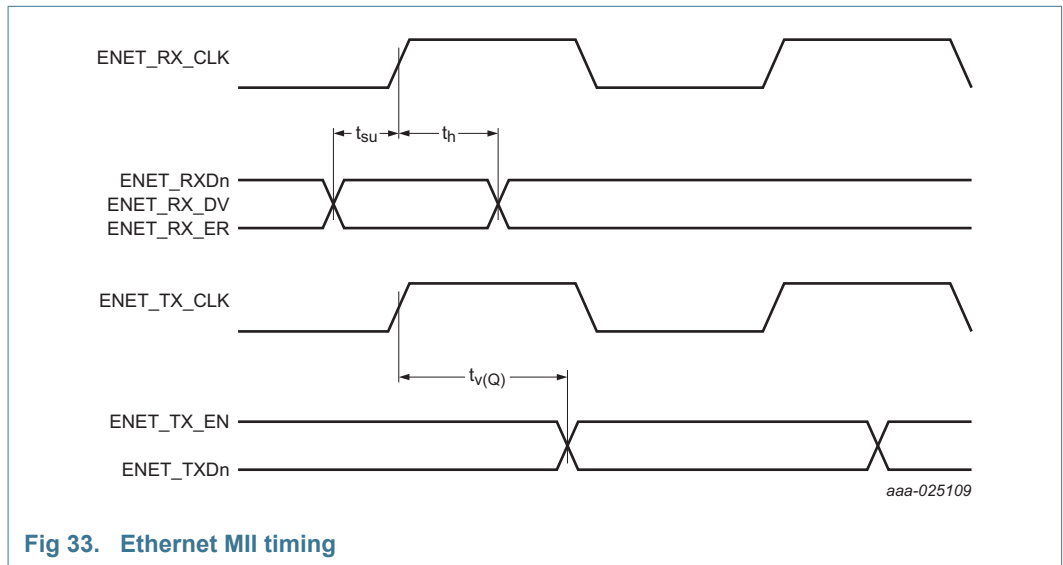 ENET_RX_CLK
tsu
th
ENET_RXDn
ENET_RX_DV
ENET_RX_ER
ENET_TX_CLK
tv(Q)
ENET_TX_EN
ENET_TXDn
aaa-025109
Fig 33. Ethernet MII timing